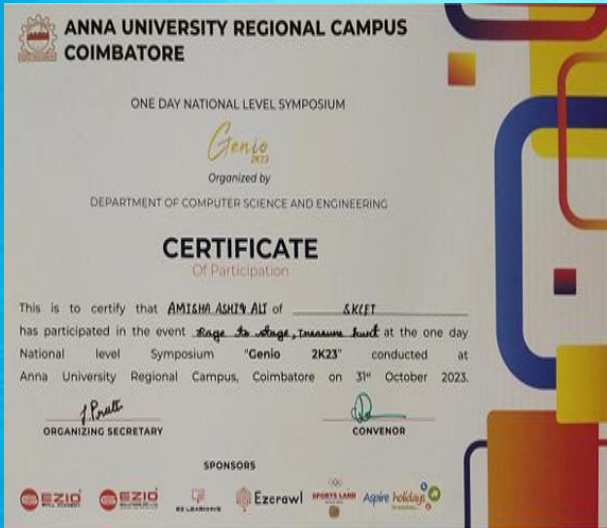 ANNA UNIVERSITY REGIONAL CAMPUS
COIMBATORE
ONE DAY NATIONAL LEVEL SYMPOSIUM
Genio
2K23
Organized by
DEPARTMENT OF COMPUTER SCIENCE AND ENGINEERING
CERTIFICATE
Of Participation
This is to certify that AMISHA ASHIQ ALI of SKCET
has participated in the event Rage to stage, Treasure hunt at the one day
National level Symposium "Genio 2K23" conducted at
Anna University Regional Campus, Coimbatore on 31st October 2023.
ORGANIZING SECRETARY
CONVENOR
SPONSORS
EZIO
EZIO
Ezcrawl
SPORTS LAND
Aspire holidays